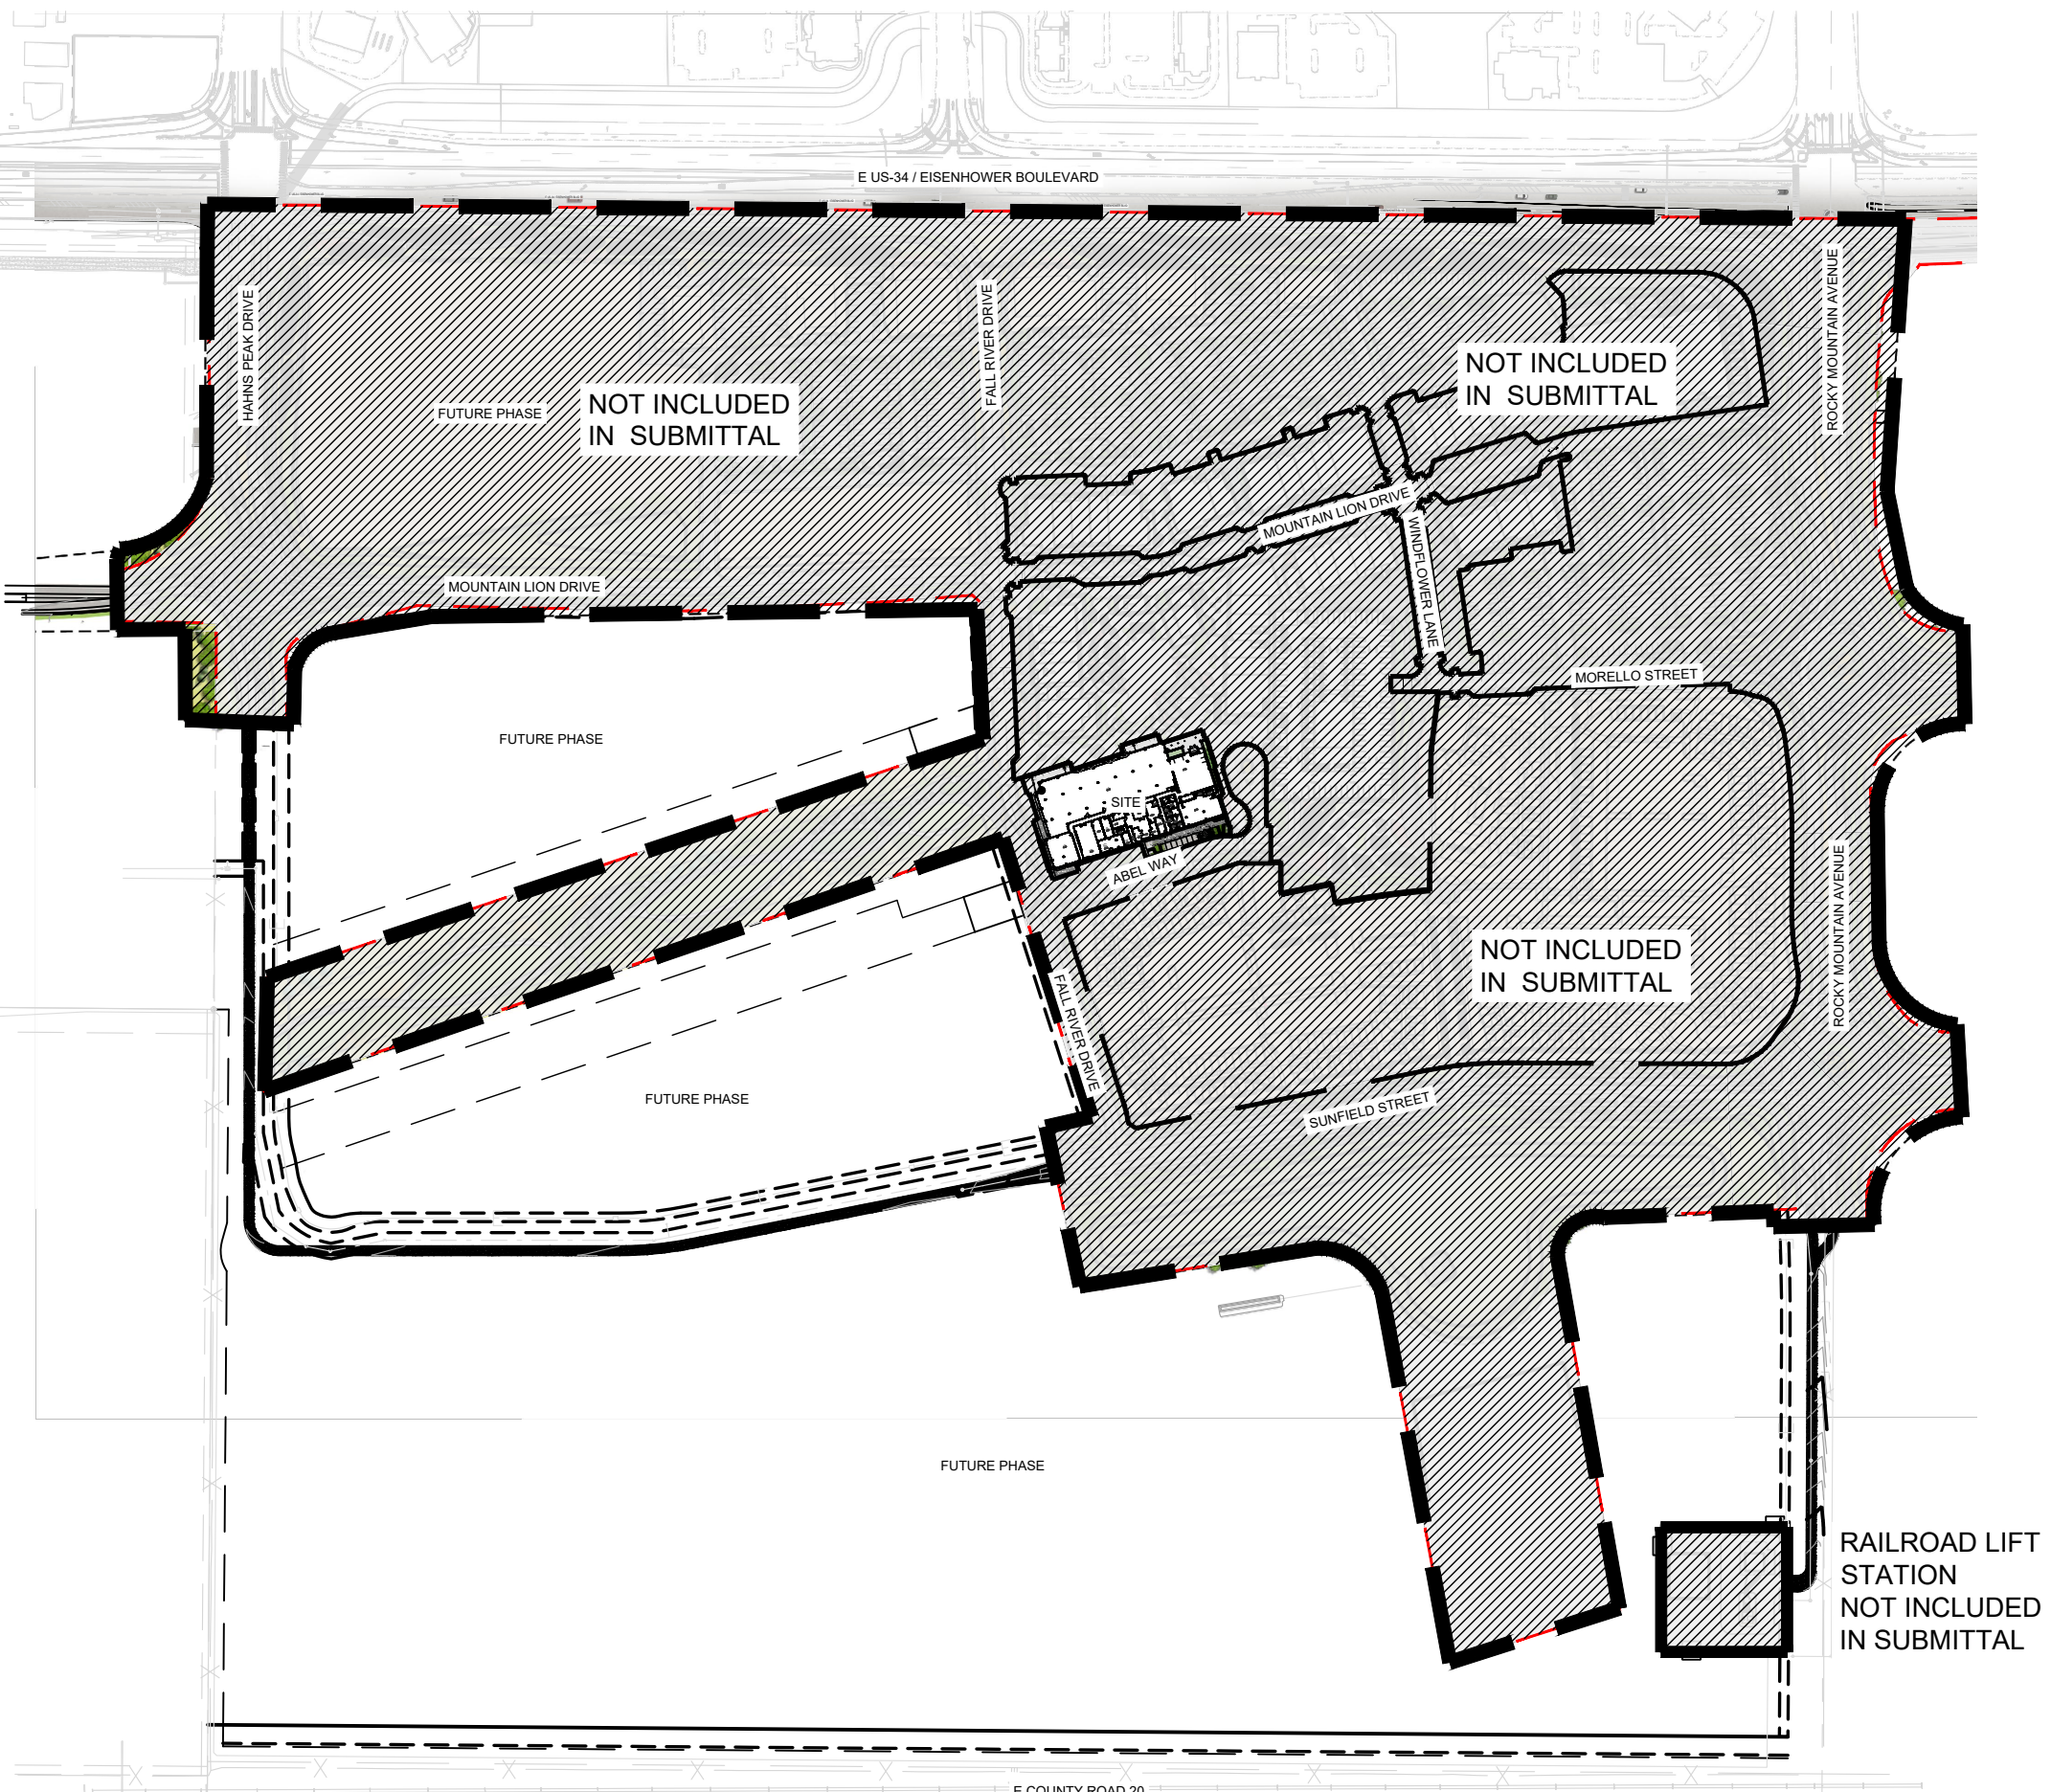 E US-34 / EISENHOWER BOULEVARD
HAHNS PEAK DRIVE
FALL RIVER DRIVE
ROCKY MOUNTAIN AVENUE
NOT INCLUDED
IN SUBMITTAL
FUTURE PHASE
NOT INCLUDED
IN SUBMITTAL
MOUNTAIN LION DRIVE
WINDFLOWER LANE
MOUNTAIN LION DRIVE
MORELLO STREET
FUTURE PHASE
SITE
ABEL WAY
ROCKY MOUNTAIN AVENUE
NOT INCLUDED
IN SUBMITTAL
FALL RIVER DRIVE
FUTURE PHASE
SUNFIELD STREET
FUTURE PHASE
RAILROAD LIFT
STATION
NOT INCLUDED
IN SUBMITTAL
E COUNTY ROAD 20